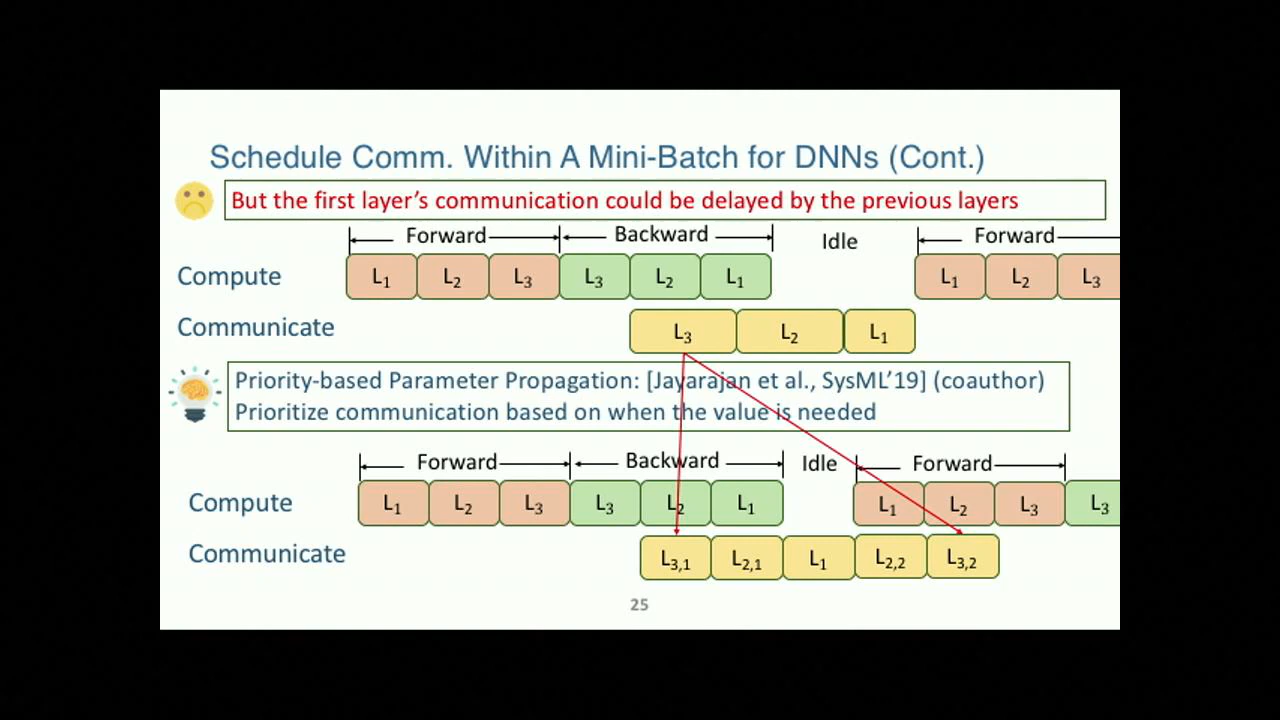 Schedule Comm. Within A Mini-Batch for DNNs (Cont.)
But the first layer's communication could be delayed by the previous layers
Forward Backward Idle Forward
Compute L₁ L₂ L₃ L₃ L₂ L₁ L₁ L₂ L₃
Communicate L₃ L₂ L₁
Priority-based Parameter Propagation: [Jayarajan et al., SysML'19] (coauthor)
Prioritize communication based on when the value is needed
Forward Backward Idle Forward
Compute L₁ L₂ L₃ L₃ L₂ L₁ L₁ L₂ L₃ L₃
Communicate L₃,₁ L₂,₁ L₁ L₂,₂ L₃,₂
25